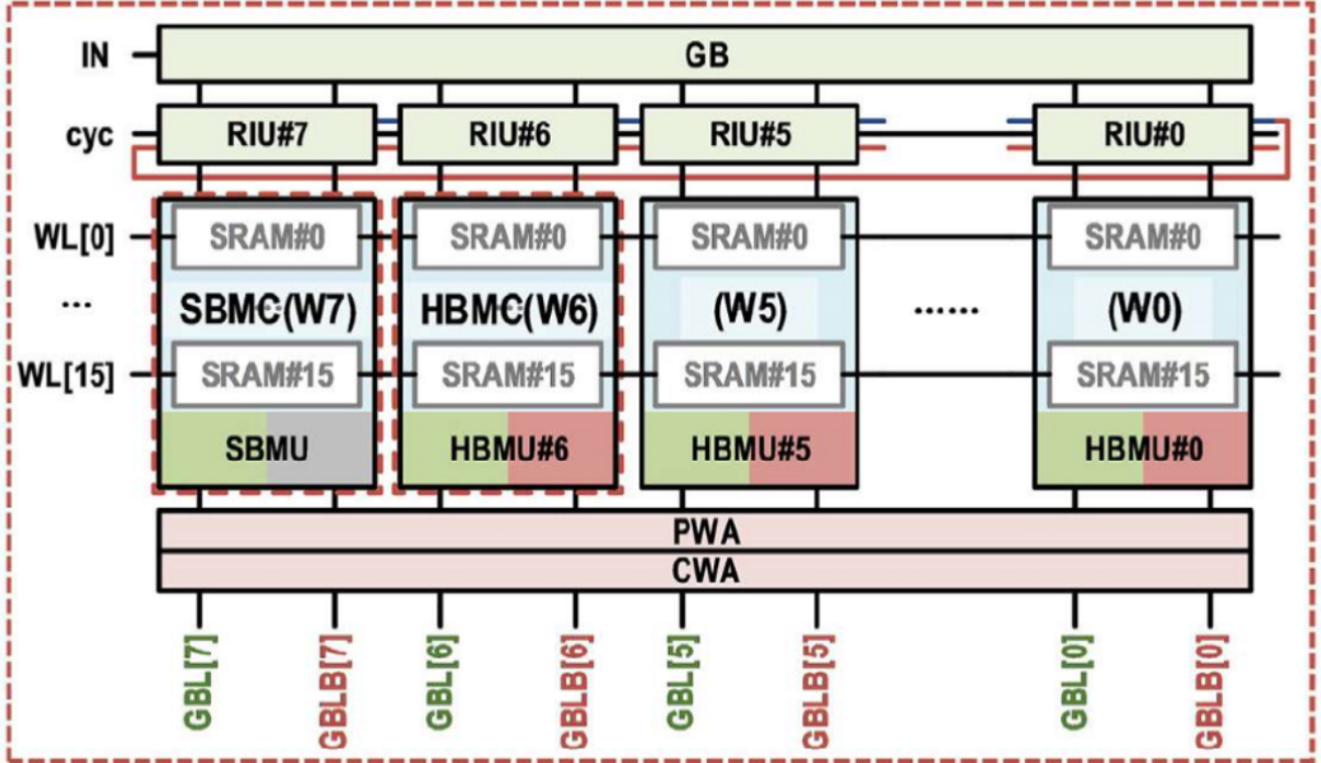 IN GB
cyc RIU#7 RIU#6 RIU#5 RIU#0
WL[0] SRAM#0 SRAM#0 SRAM#0 SRAM#0
... SBMC(W7) HBMC(W6) (W5) ...... (W0)
WL[15] SRAM#15 SRAM#15 SRAM#15 SRAM#15
SBMU HBMU#6 HBMU#5 HBMU#0
PWA
CWA
GBL[7] GBLB[7] GBL[6] GBLB[6] GBL[5] GBLB[5] GBL[0] GBLB[0]